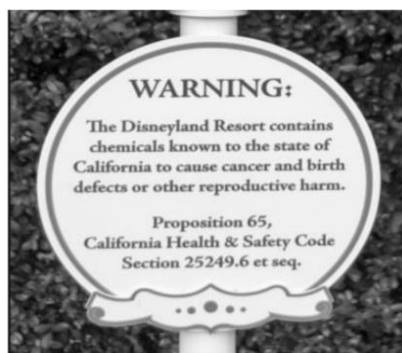 WARNING:
The Disneyland Resort contains
chemicals known to the state of
California to cause cancer and birth
defects or other reproductive harm.
Proposition 65,
California Health & Safety Code
Section 25249.6 et seq.